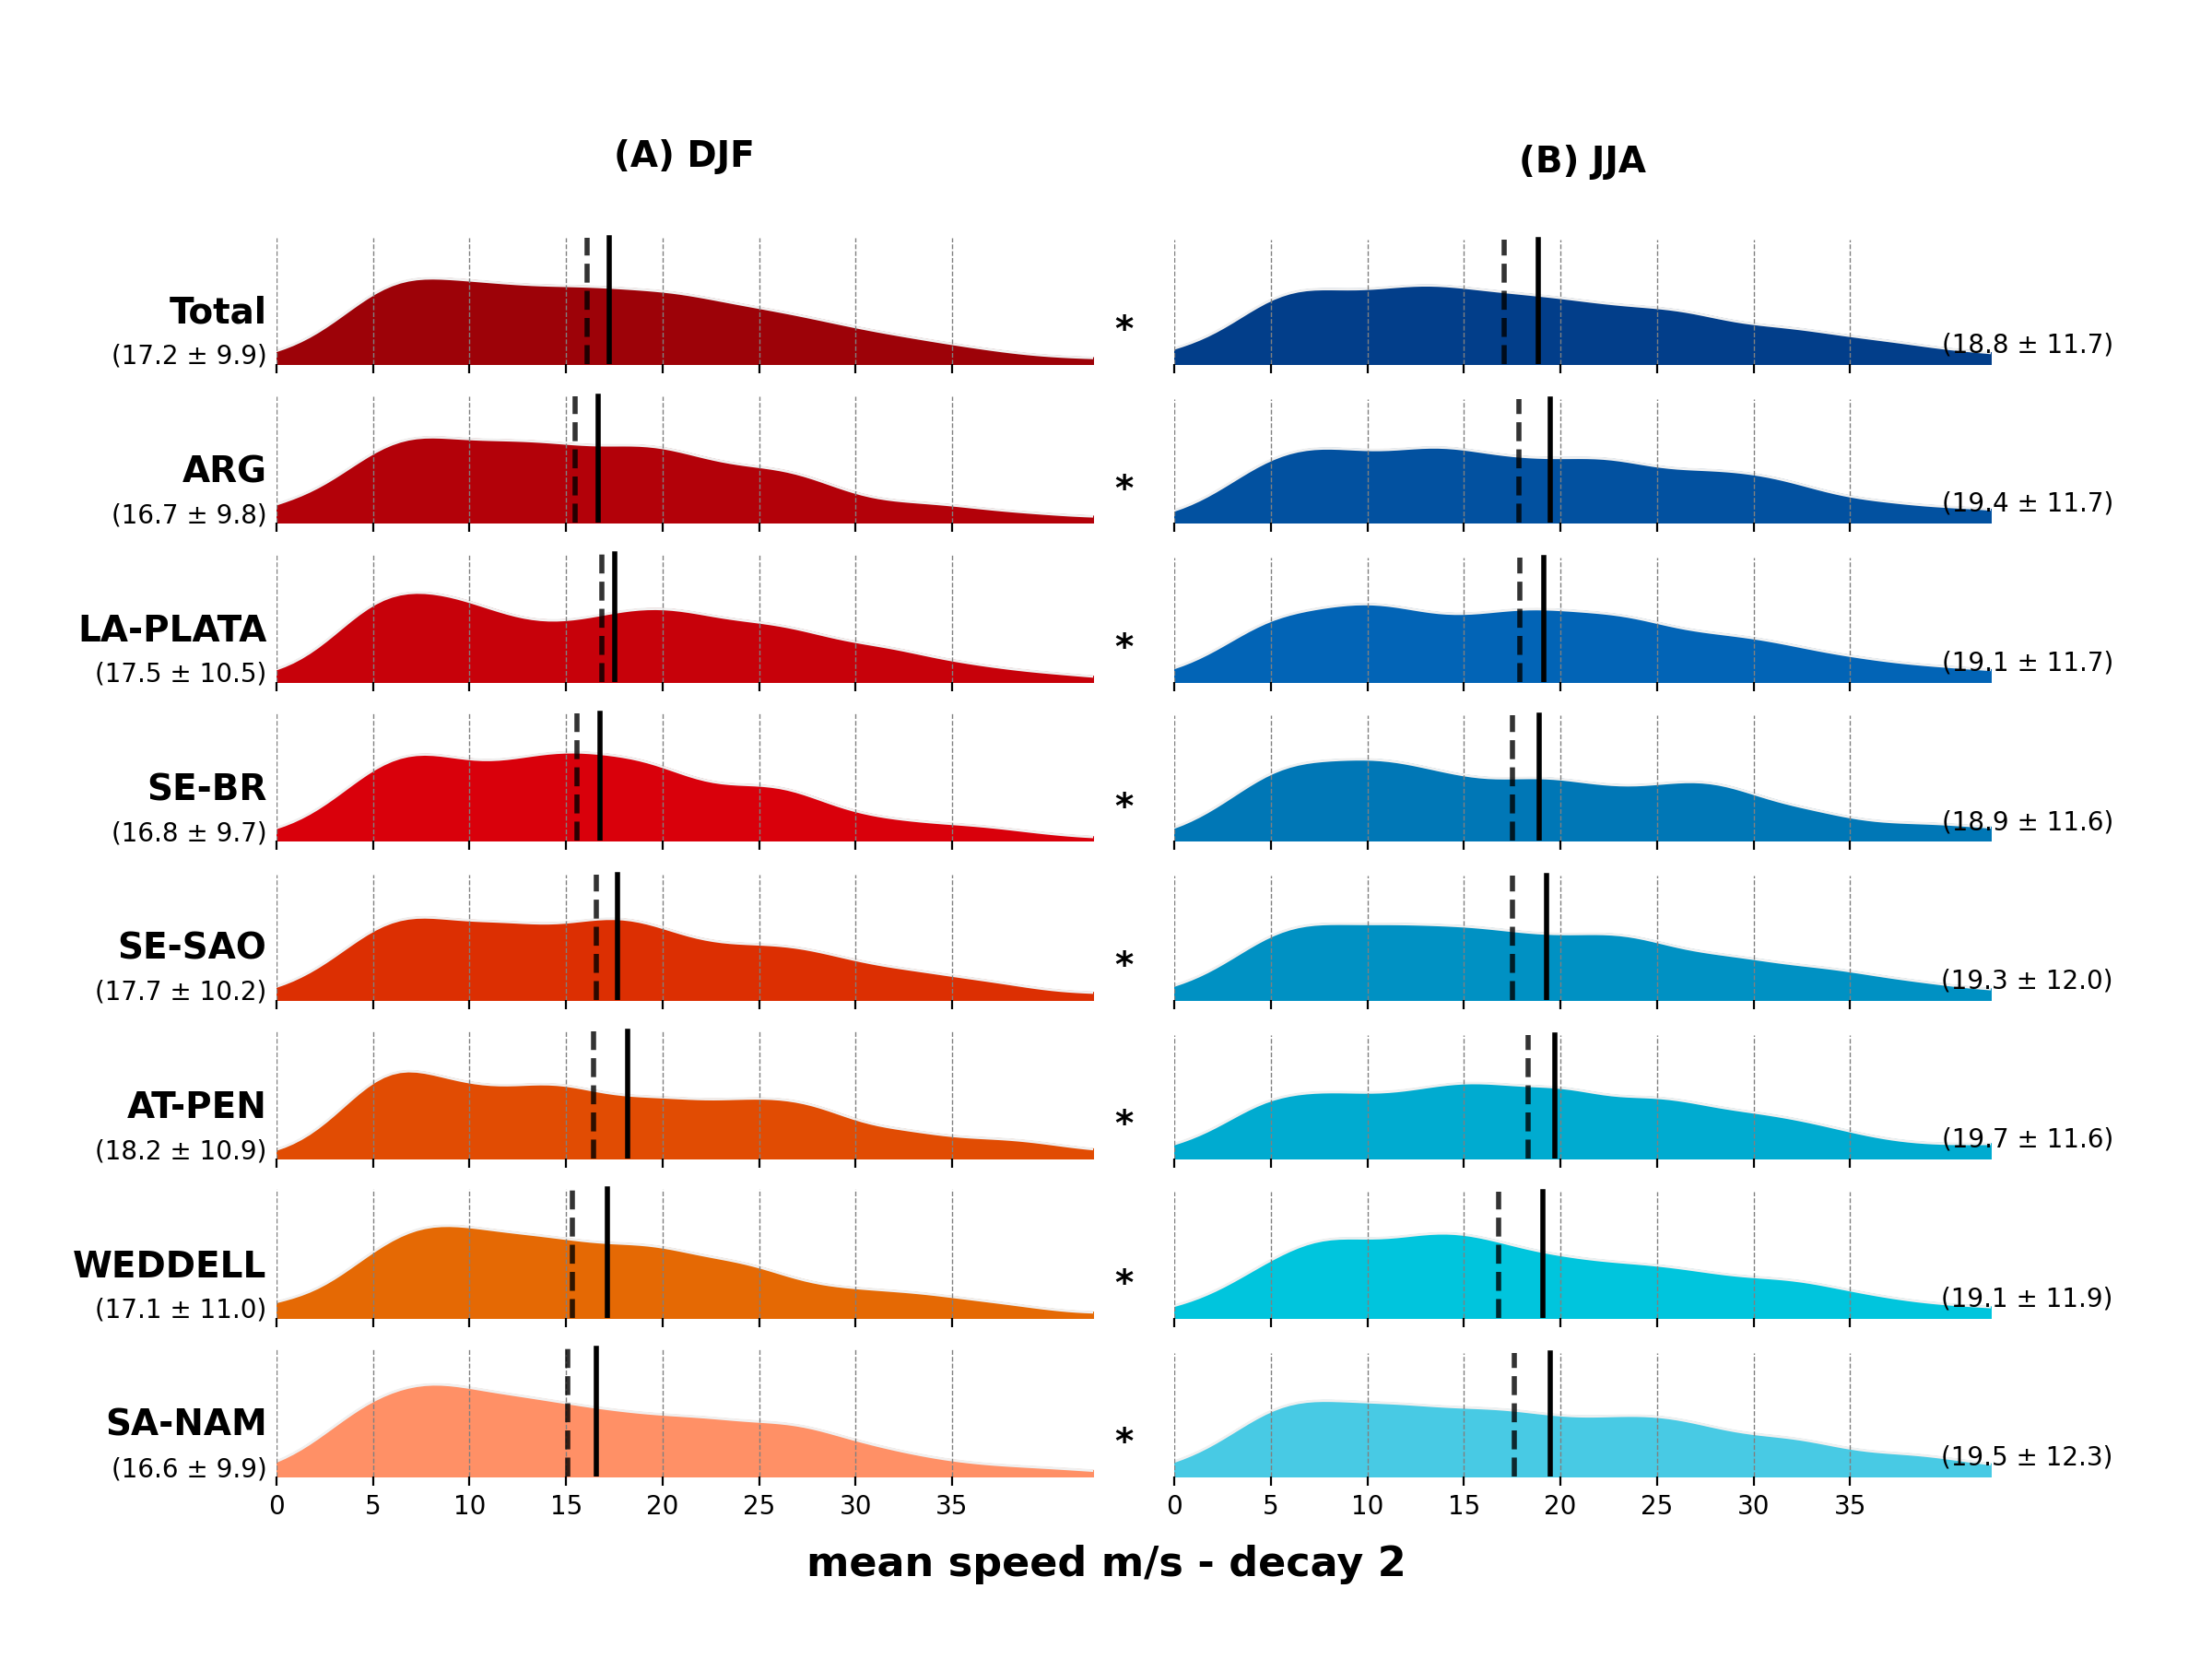 (A) DJF
(B) JJA
Total
(17.2 ± 9.9)
*
(18.8 ± 11.7)
ARG
(16.7 ± 9.8)
*
(19.4 ± 11.7)
LA-PLATA
(17.5 ± 10.5)
*
(19.1 ± 11.7)
SE-BR
(16.8 ± 9.7)
*
(18.9 ± 11.6)
SE-SAO
(17.7 ± 10.2)
*
(19.3 ± 12.0)
AT-PEN
(18.2 ± 10.9)
*
(19.7 ± 11.6)
WEDDELL
(17.1 ± 11.0)
*
(19.1 ± 11.9)
SA-NAM
(16.6 ± 9.9)
*
(19.5 ± 12.3)
0 5 10 15 20 25 30 35
0 5 10 15 20 25 30 35
mean speed m/s - decay 2